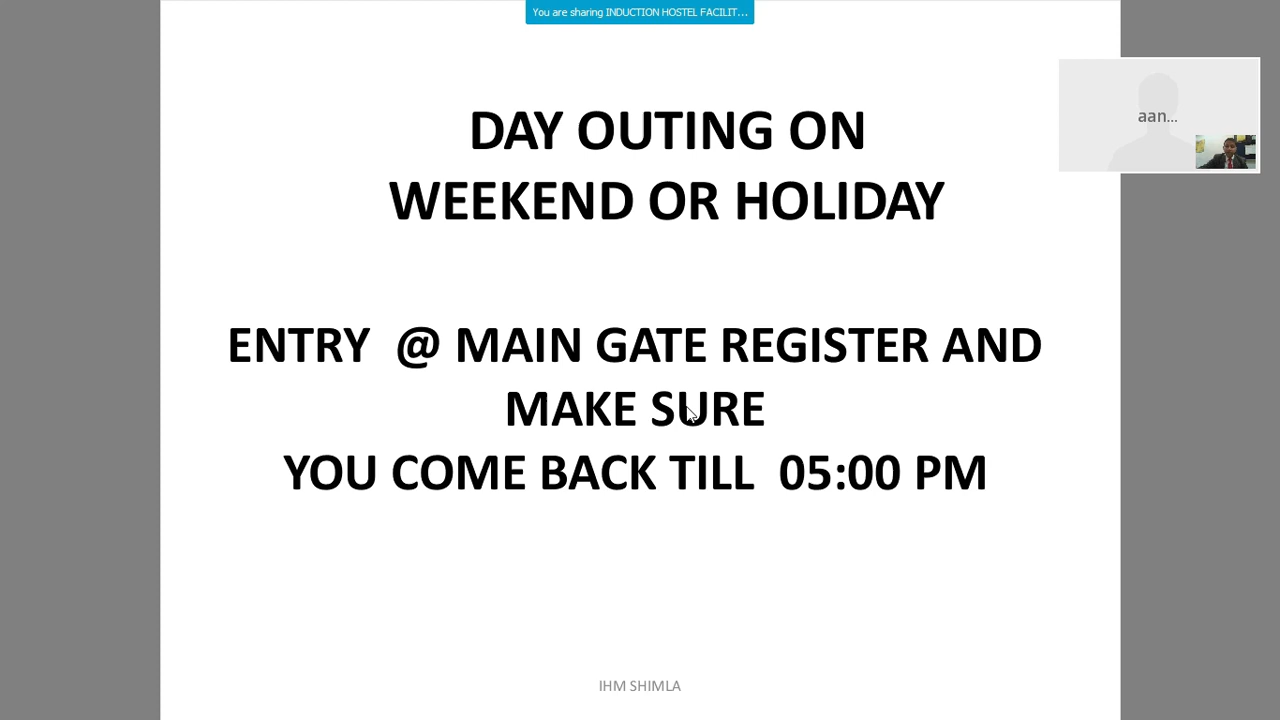 You are sharing INDUCTION HOSTEL FACILIT...
aan...
DAY OUTING ON
WEEKEND OR HOLIDAY
ENTRY @ MAIN GATE REGISTER AND
MAKE SURE
YOU COME BACK TILL 05:00 PM
IHM SHIMLA